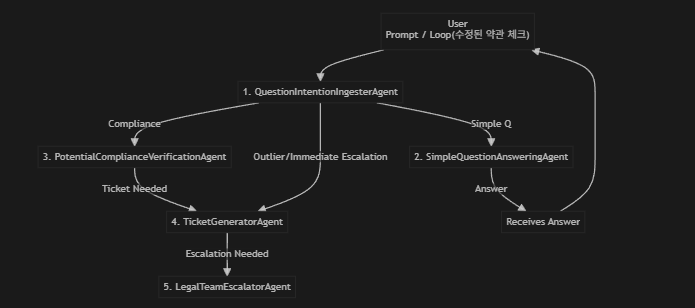 User
Prompt / Loop(수정된 약관 체크)
1. QuestionIntentionIngesterAgent
Compliance
Simple Q
3. PotentialComplianceVerificationAgent
Outlier/Immediate Escalation
2. SimpleQuestionAnsweringAgent
Ticket Needed
Answer
4. TicketGeneratorAgent
Receives Answer
Escalation Needed
5. LegalTeamEscalatorAgent